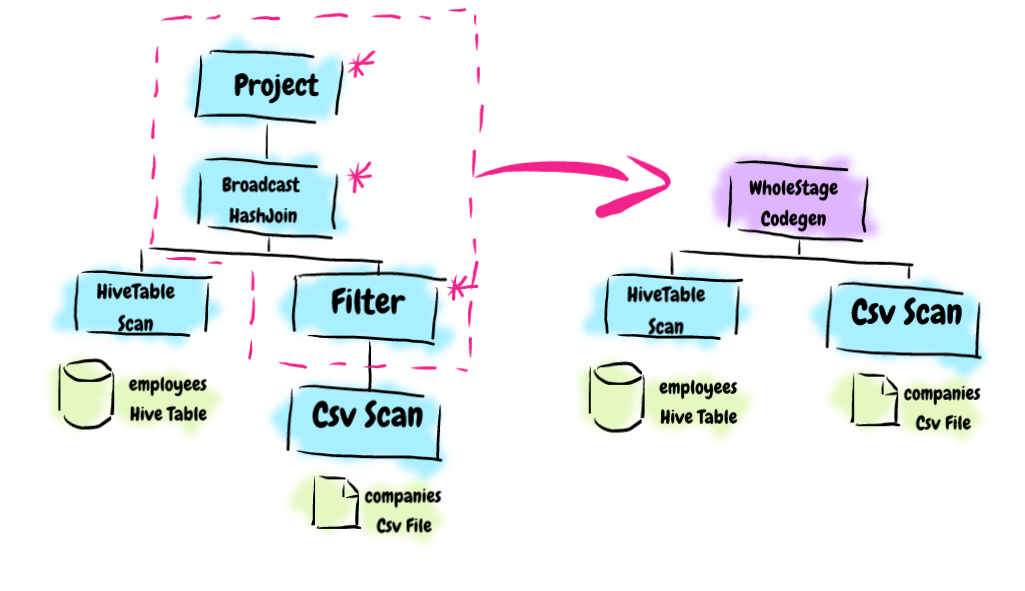 Project
Broadcast
HashJoin
HiveTable
Scan
Filter
employees
Hive Table
Csv Scan
companies
Csv File
WholeStage
Codegen
HiveTable
Scan
Csv Scan
employees
Hive Table
companies
Csv File